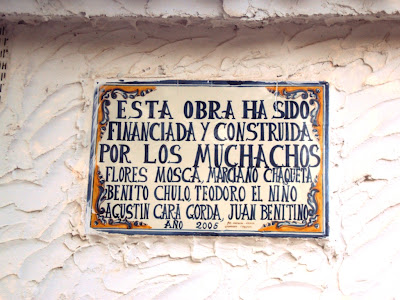 ESTA OBRA HA SIDO
FINANCIADA Y CONSTRUIDA
POR LOS MUCHACHOS
FLORES MOSCA, MARCIANO CHAQUETA,
BENITO CHULO, TEODORO EL NIÑO
AGUSTIN CARA GORDA, JUAN BENITINO
AÑO 2005